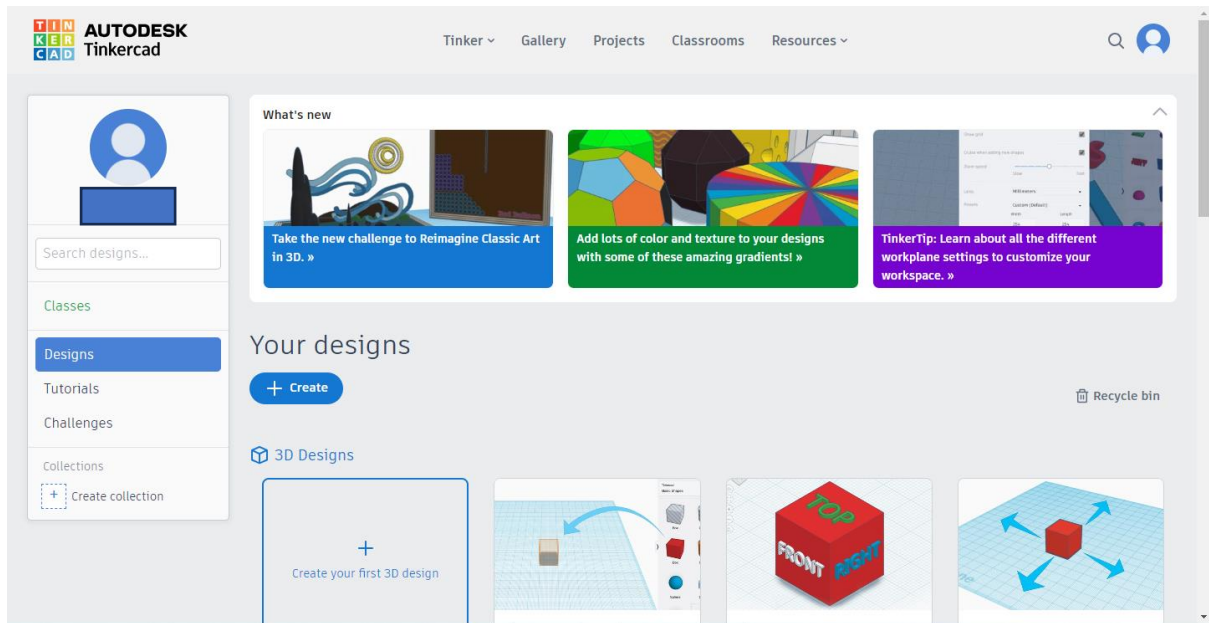 TINKERCAD
AUTODESK
Tinkercad
Tinker
Gallery
Projects
Classrooms
Resources
Search designs...
Classes
Designs
Tutorials
Challenges
Collections
+ Create collection
What's new
Take the new challenge to Reimagine Classic Art
in 3D. »
Add lots of color and texture to your designs
with some of these amazing gradients! »
TinkerTip: Learn about all the different
workplane settings to customize your
workspace. »
Your designs
+ Create
Recycle bin
3D Designs
+
Create your first 3D design
TOP
FRONT
RIGHT